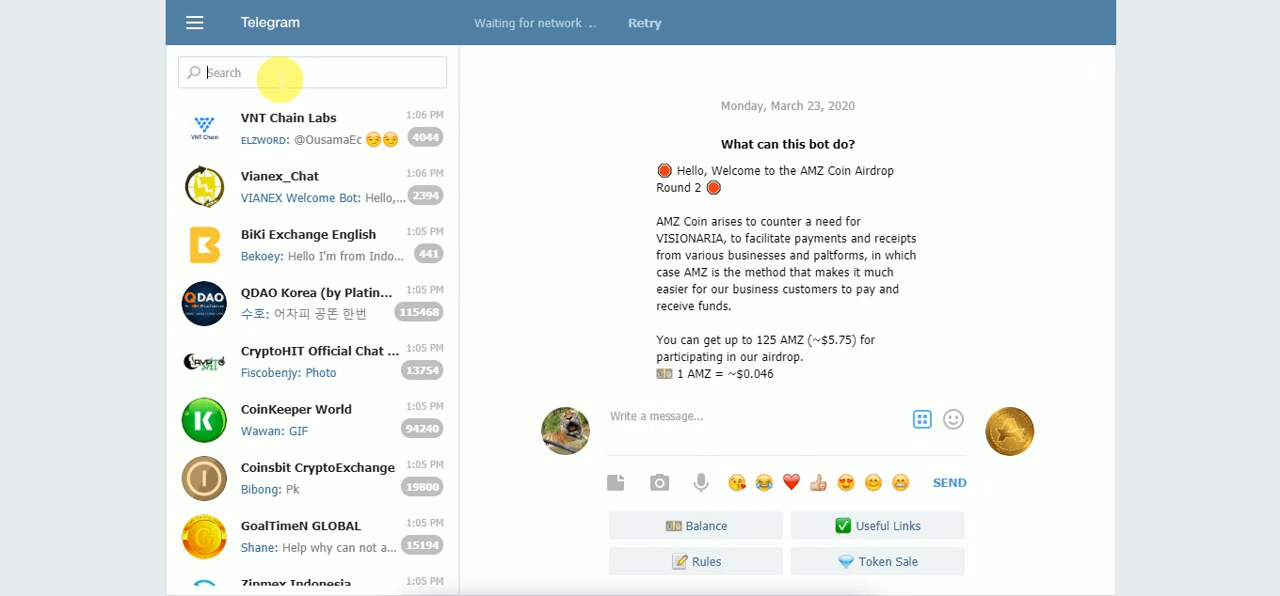 Telegram
Waiting for network ...
Retry
Search
VNT Chain Labs 1:06 PM
ELZWORD: @OusamaEc 😏😏 4044
Vianex_Chat 1:06 PM
VIANEX Welcome Bot: Hello,... 2394
BiKi Exchange English 1:05 PM
Bekoey: Hello I'm from Indo... 441
QDAO Korea (by Platin... 1:05 PM
수호: 어차피 공돈 한번 115468
CryptoHIT Official Chat ... 1:05 PM
Fiscobenjy: Photo 13754
CoinKeeper World 1:05 PM
Wawan: GIF 94240
Coinsbit CryptoExchange 1:05 PM
Bibong: Pk 19800
GoalTimeN GLOBAL 1:05 PM
Shane: Help why can not a... 15194
Zipmex Indonesia 1:05 PM
VNT Chain
QDAO
Monday, March 23, 2020
What can this bot do?
🔴 Hello, Welcome to the AMZ Coin Airdrop
Round 2 🔴
AMZ Coin arises to counter a need for
VISIONARIA, to facilitate payments and receipts
from various businesses and paltforms, in which
case AMZ is the method that makes it much
easier for our business customers to pay and
receive funds.
You can get up to 125 AMZ (~$5.75) for
participating in our airdrop.
💵 1 AMZ = ~$0.046
Write a message...
SEND
💵 Balance
✅ Useful Links
📝 Rules
💎 Token Sale